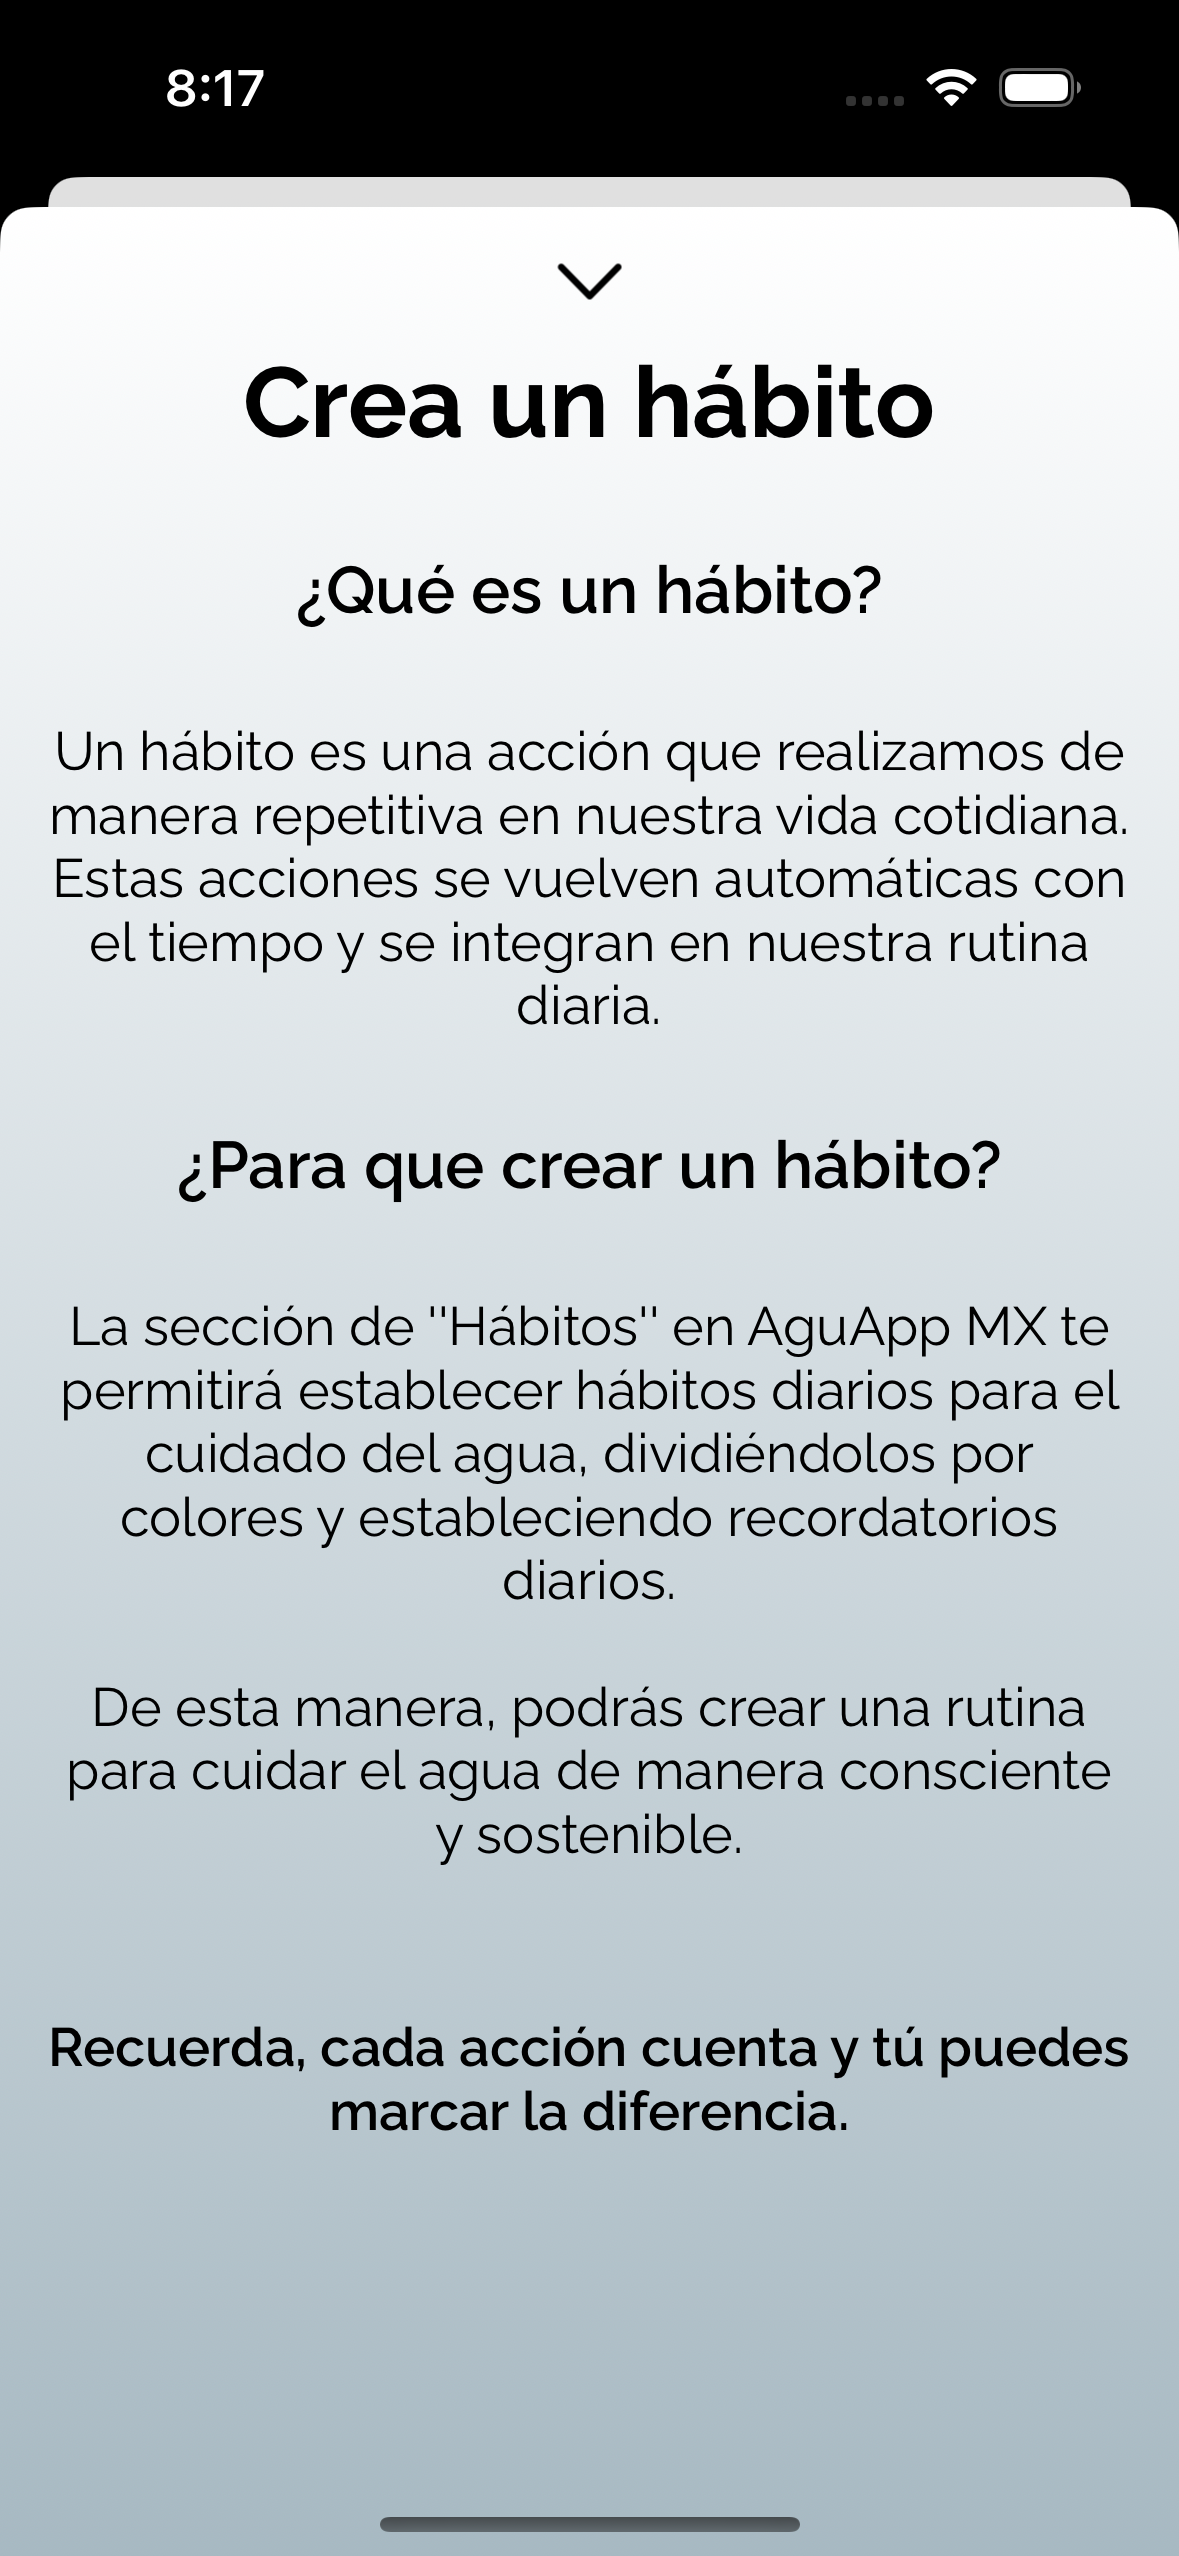 8:17
Crea un hábito
¿Qué es un hábito?
Un hábito es una acción que realizamos de
manera repetitiva en nuestra vida cotidiana.
Estas acciones se vuelven automáticas con
el tiempo y se integran en nuestra rutina
diaria.
¿Para que crear un hábito?
La sección de "Hábitos" en AguApp MX te
permitirá establecer hábitos diarios para el
cuidado del agua, dividiéndolos por
colores y estableciendo recordatorios
diarios.
De esta manera, podrás crear una rutina
para cuidar el agua de manera consciente
y sostenible.
Recuerda, cada acción cuenta y tú puedes
marcar la diferencia.